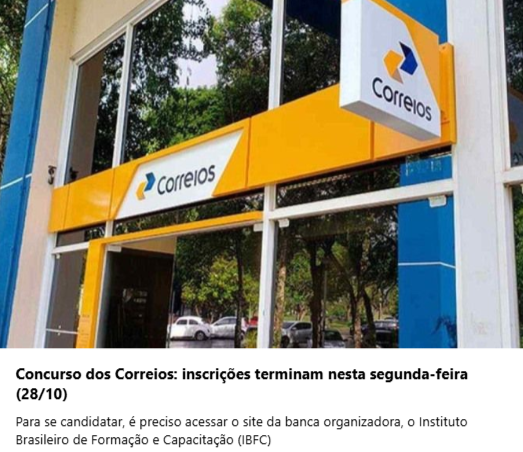 Correios
Correios
Concurso dos Correios: inscrições terminam nesta segunda-feira
(28/10)
Para se candidatar, é preciso acessar o site da banca organizadora, o Instituto
Brasileiro de Formação e Capacitação (IBFC)